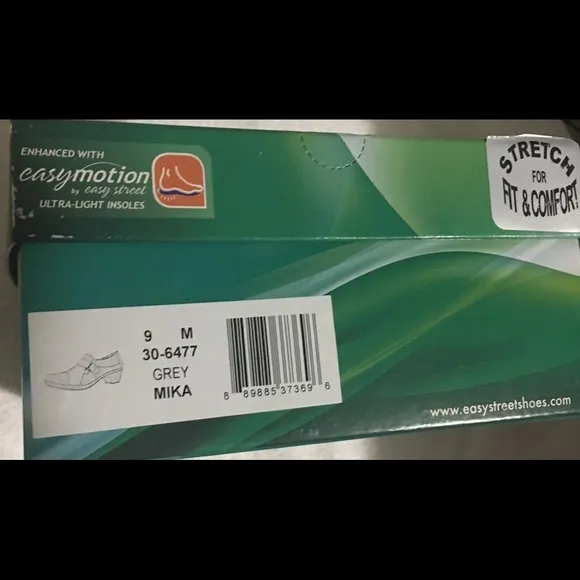 ENHANCED WITH
easymotion
by easy street
ULTRA-LIGHT INSOLES
STRETCH
FOR
FIT & COMFORT!
9 M
30-6477
GREY
MIKA
8 89885 37369 6
www.easystreetshoes.com